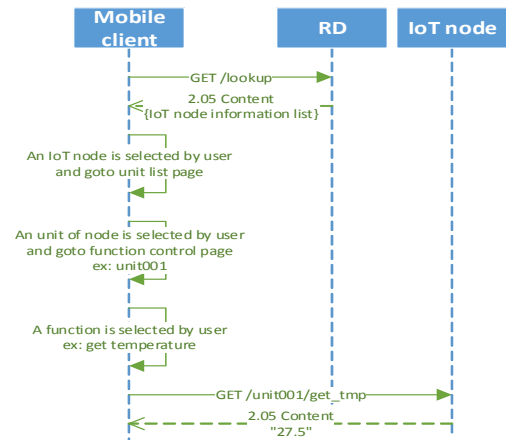 Mobile
client
RD
IoT node
GET /lookup
2.05 Content
{IoT node information list}
An IoT node is selected by user
and goto unit list page
An unit of node is selected by user
and goto function control page
ex: unit001
A function is selected by user
ex: get temperature
GET /unit001/get_tmp
2.05 Content
"27.5"